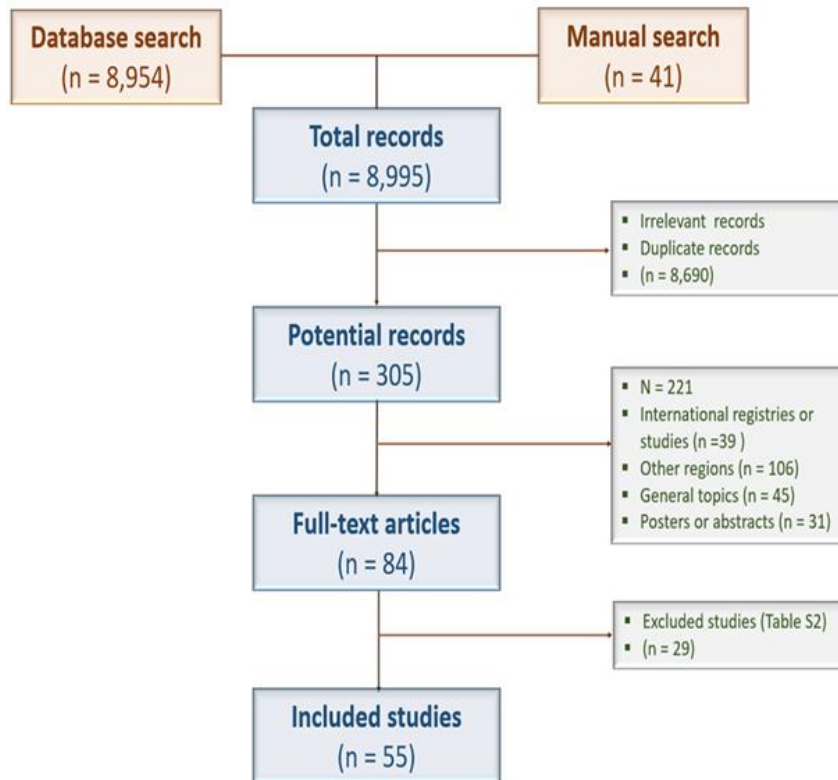 Database search
(n = 8,954)
Manual search
(n = 41)
Total records
(n = 8,995)
▪ Irrelevant records
▪ Duplicate records
▪ (n = 8,690)
Potential records
(n = 305)
▪ N = 221
▪ International registries or
studies (n =39 )
▪ Other regions (n = 106)
▪ General topics (n = 45)
▪ Posters or abstracts (n = 31)
Full-text articles
(n = 84)
▪ Excluded studies (Table S2)
▪ (n = 29)
Included studies
(n = 55)